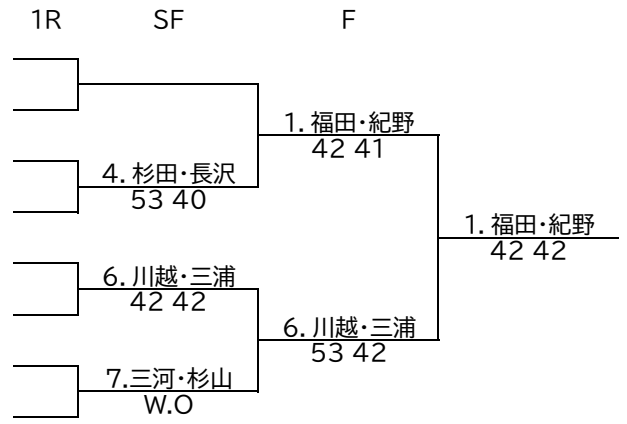 1R SF F
1. 福田・紀野
42 41
4. 杉田・長沢
53 40
1. 福田・紀野
42 42
6. 川越・三浦
42 42
6. 川越・三浦
53 42
7.三河・杉山
W.O